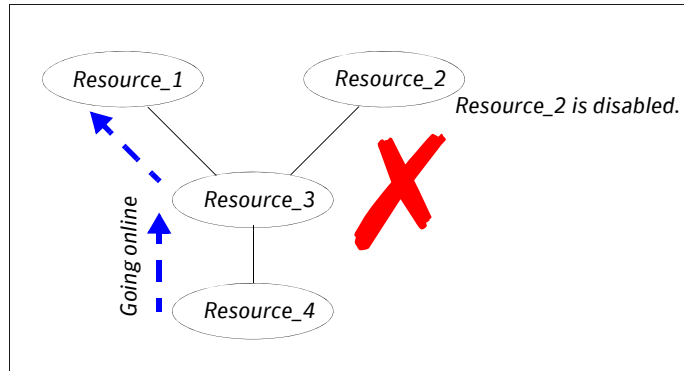 Resource_1
Resource_2
Resource_2 is disabled.
Resource_3
Going online
Resource_4